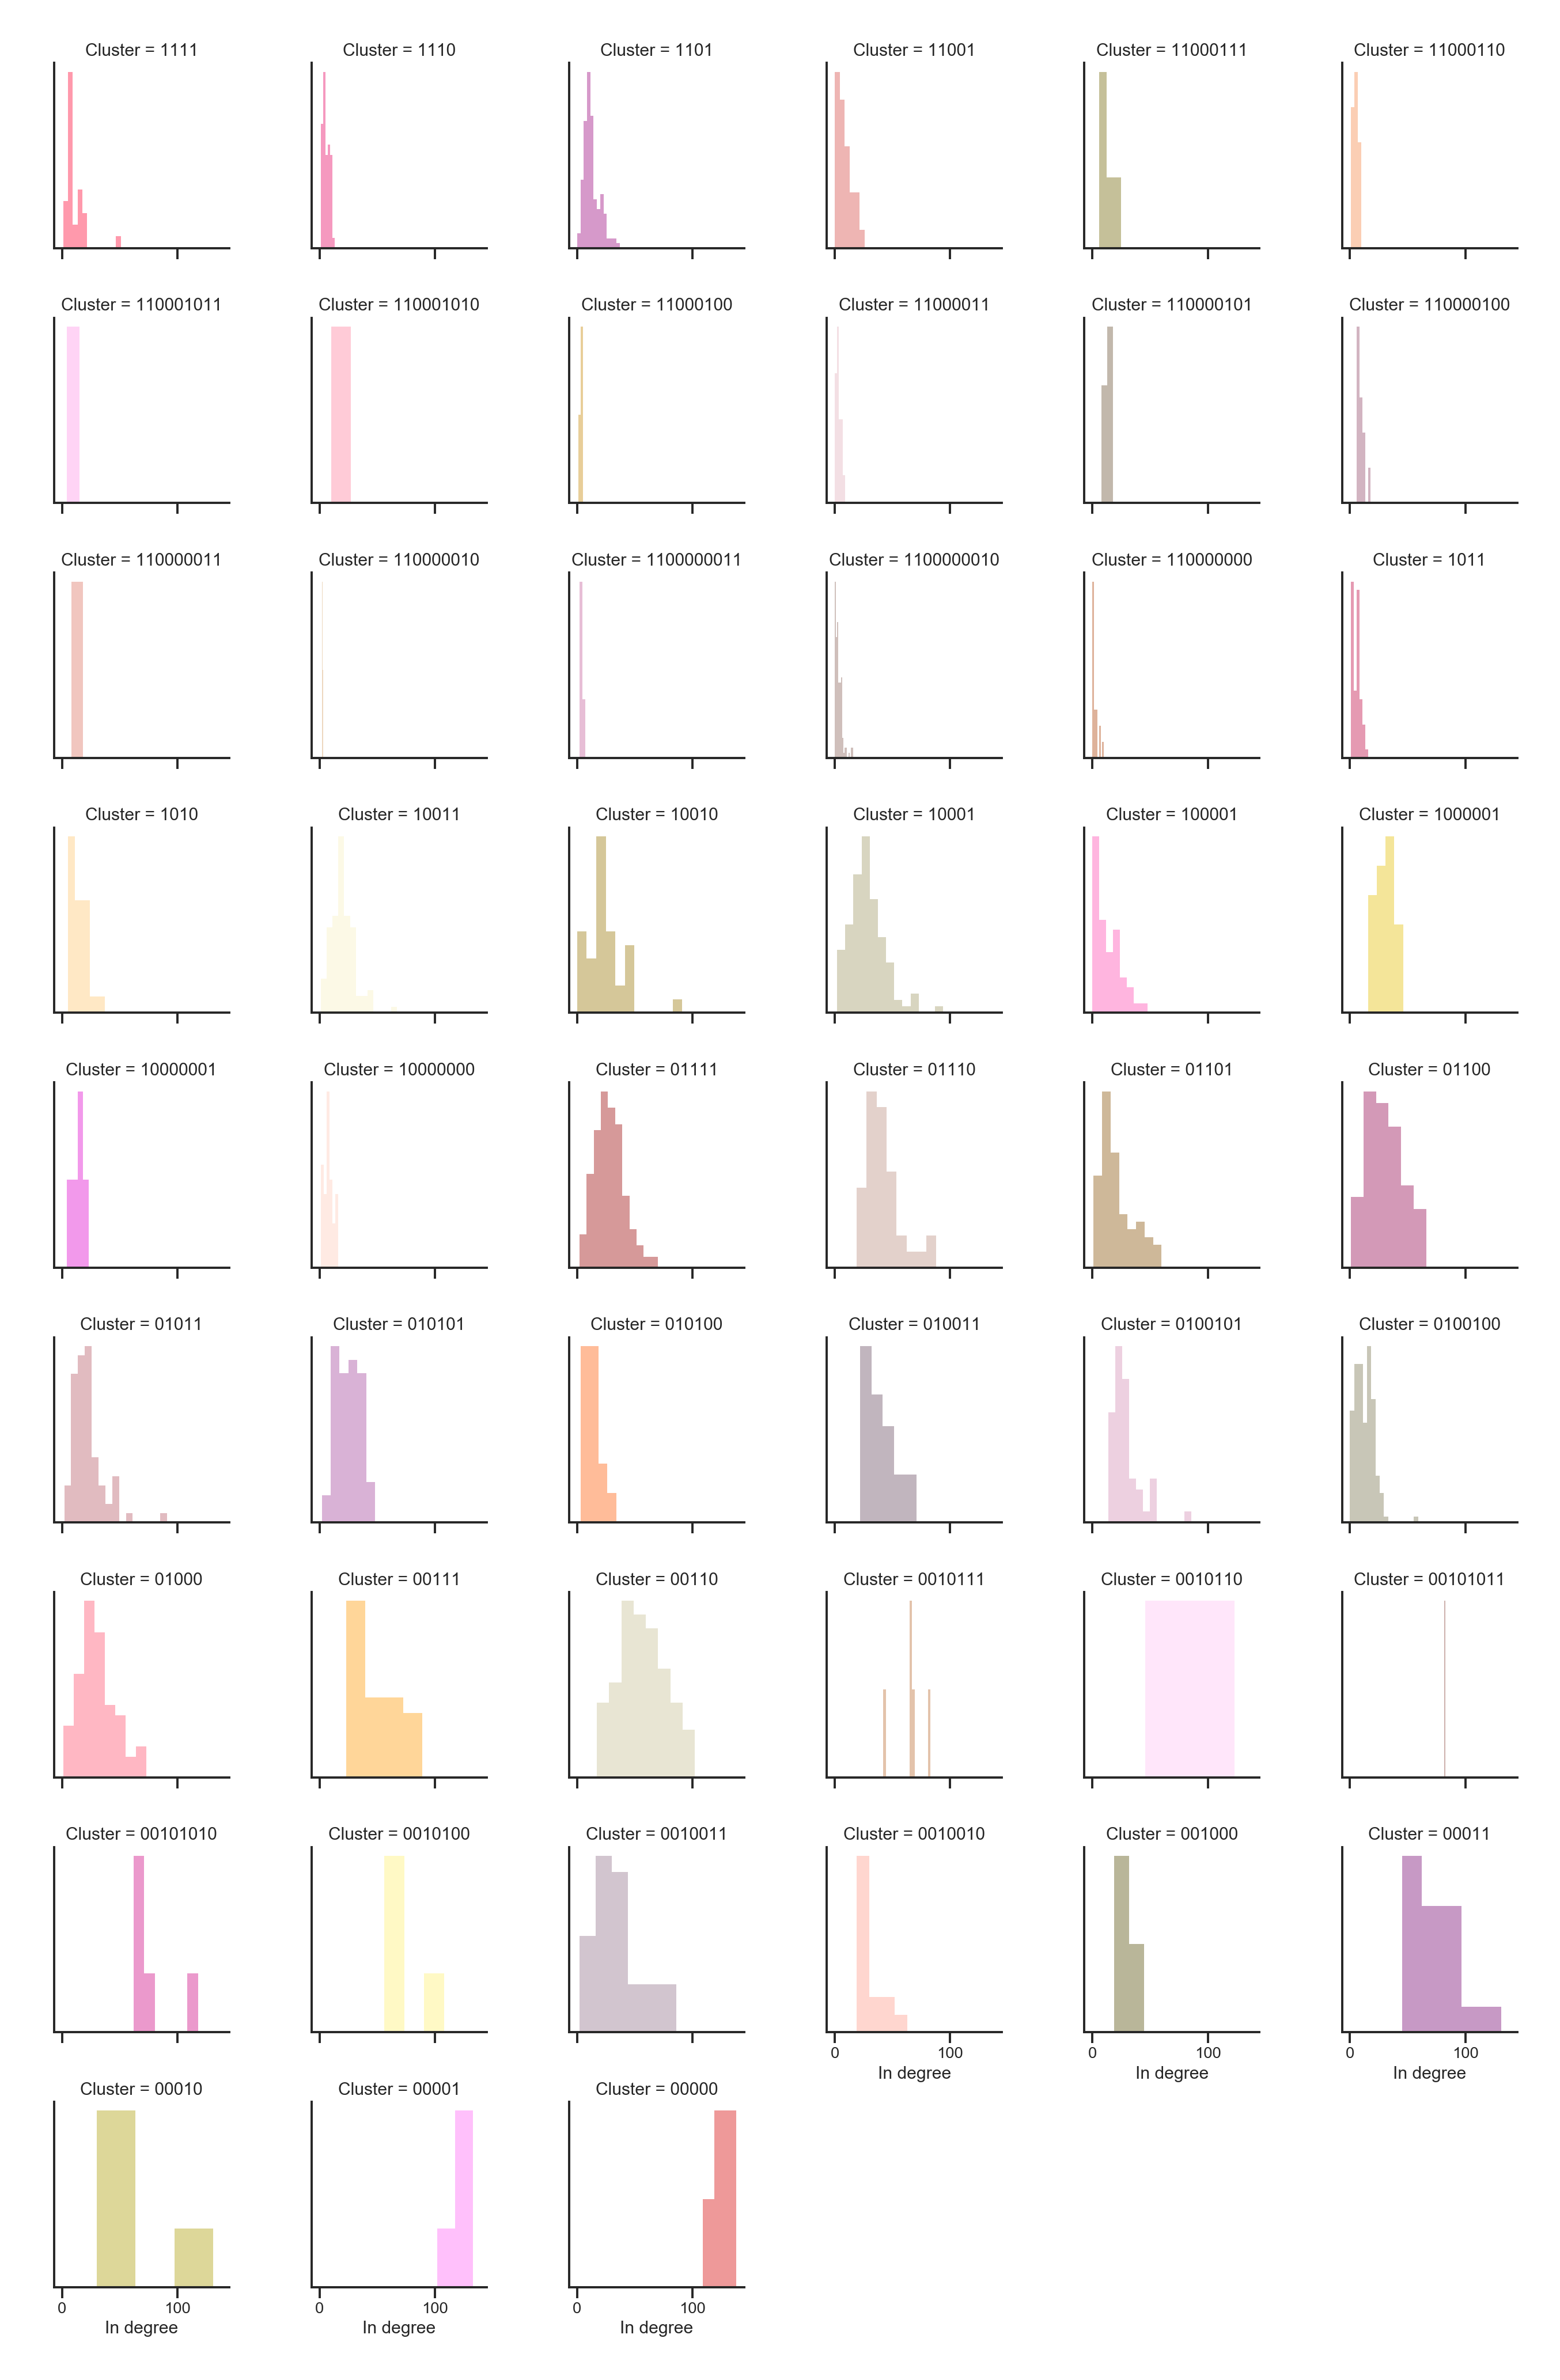 Cluster = 1111
Cluster = 1110
Cluster = 1101
Cluster = 11001
Cluster = 11000111
Cluster = 11000110
Cluster = 110001011
Cluster = 110001010
Cluster = 11000100
Cluster = 11000011
Cluster = 110000101
Cluster = 110000100
Cluster = 110000011
Cluster = 110000010
Cluster = 1100000011
Cluster = 1100000010
Cluster = 110000000
Cluster = 1011
Cluster = 1010
Cluster = 10011
Cluster = 10010
Cluster = 10001
Cluster = 100001
Cluster = 1000001
Cluster = 10000001
Cluster = 10000000
Cluster = 01111
Cluster = 01110
Cluster = 01101
Cluster = 01100
Cluster = 01011
Cluster = 010101
Cluster = 010100
Cluster = 010011
Cluster = 0100101
Cluster = 0100100
Cluster = 01000
Cluster = 00111
Cluster = 00110
Cluster = 0010111
Cluster = 0010110
Cluster = 00101011
Cluster = 00101010
Cluster = 0010100
Cluster = 0010011
Cluster = 0010010
Cluster = 001000
Cluster = 00011
0 100
In degree
0 100
In degree
0 100
In degree
Cluster = 00010
Cluster = 00001
Cluster = 00000
0 100
In degree
0 100
In degree
0 100
In degree